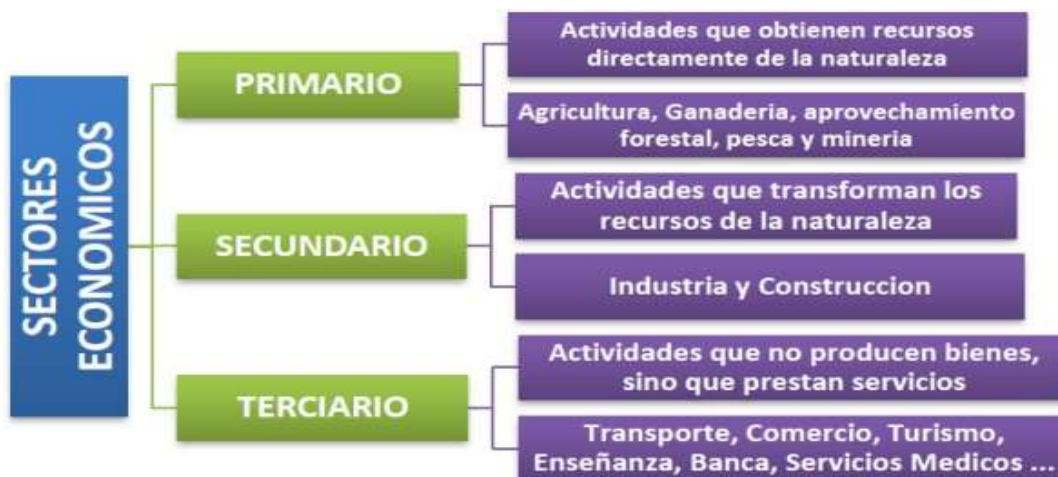 SECTORES
ECONOMICOS
PRIMARIO
Actividades que obtienen recursos
directamente de la naturaleza
Agricultura, Ganaderia, aprovechamiento
forestal, pesca y mineria
SECUNDARIO
Actividades que transforman los
recursos de la naturaleza
Industria y Construccion
TERCIARIO
Actividades que no producen bienes,
sino que prestan servicios
Transporte, Comercio, Turismo,
Enseñanza, Banca, Servicios Medicos ...